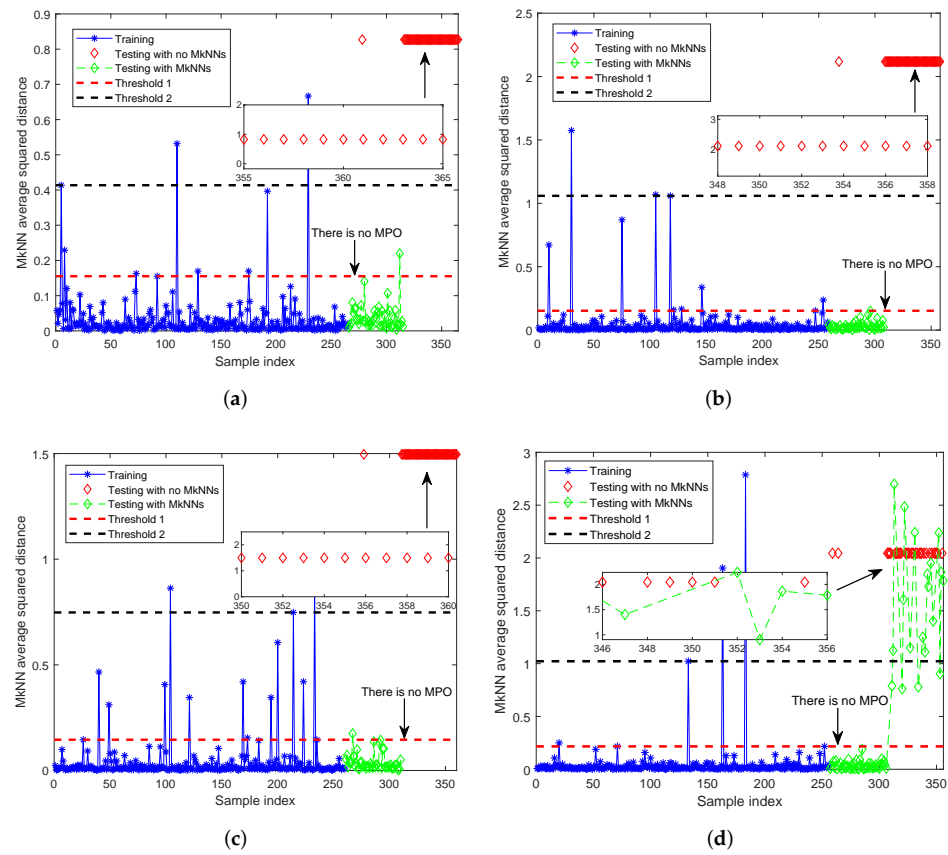 MkNN average squared distance
0.9
0.8
0.7
0.6
0.5
0.4
0.3
0.2
0.1
0
Training
Testing with no MkNNs
Testing with MkNNs
Threshold 1
Threshold 2
2
1
0
355 360 365
There is no MPO
0 50 100 150 200 250 300 350
Sample index
(a)
MkNN average squared distance
2.5
2
1.5
1
0.5
0
Training
Testing with no MkNNs
Testing with MkNNs
Threshold 1
Threshold 2
3
2
348 350 352 354 356 358
There is no MPO
0 50 100 150 200 250 300 350
Sample index
(b)
MkNN average squared distance
1.5
1
0.5
0
Training
Testing with no MkNNs
Testing with MkNNs
Threshold 1
Threshold 2
2
1
0
350 352 354 356 358 360
There is no MPO
0 50 100 150 200 250 300 350
Sample index
(c)
MkNN average squared distance
3
2.5
2
1.5
1
0.5
0
Training
Testing with no MkNNs
Testing with MkNNs
Threshold 1
Threshold 2
2
1.5
1
346 348 350 352 354 356
There is no MPO
0 50 100 150 200 250 300 350
Sample index
(d)